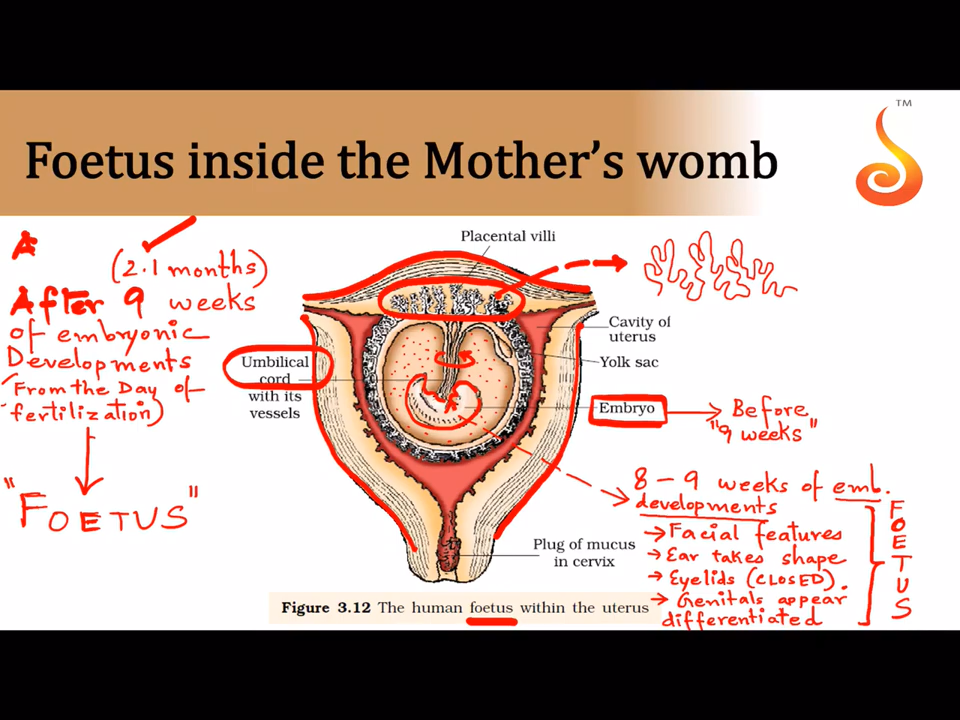 TM
Foetus inside the Mother's womb
A
(2.1 months)
After 9 weeks
of embryonic
Developments
(From the Day of
fertilization)
"FOETUS"
Placental villi
Umbilical
cord
with its
vessels
Cavity of
uterus
Yolk sac
Embryo
Before
"9 weeks"
8-9 weeks of emb.
developments
→ Facial features
→ Ear takes shape
→ Eyelids (CLOSED).
→ Genitals appear
differentiated
FOETUS
Plug of mucus
in cervix
Figure 3.12 The human foetus within the uterus